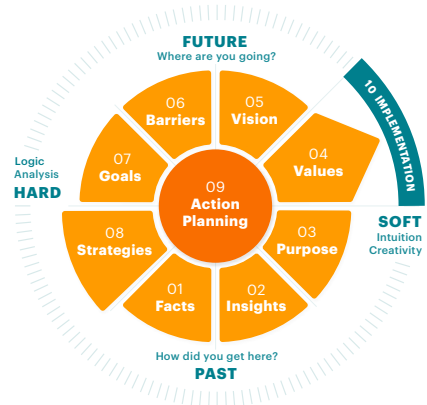 FUTURE
Where are you going?
10 IMPLEMENTATION
06
Barriers
05
Vision
07
Goals
04
Values
Logic
Analysis
HARD
09
Action
Planning
SOFT
Intuition
Creativity
08
Strategies
03
Purpose
01
Facts
02
Insights
How did you get here?
PAST